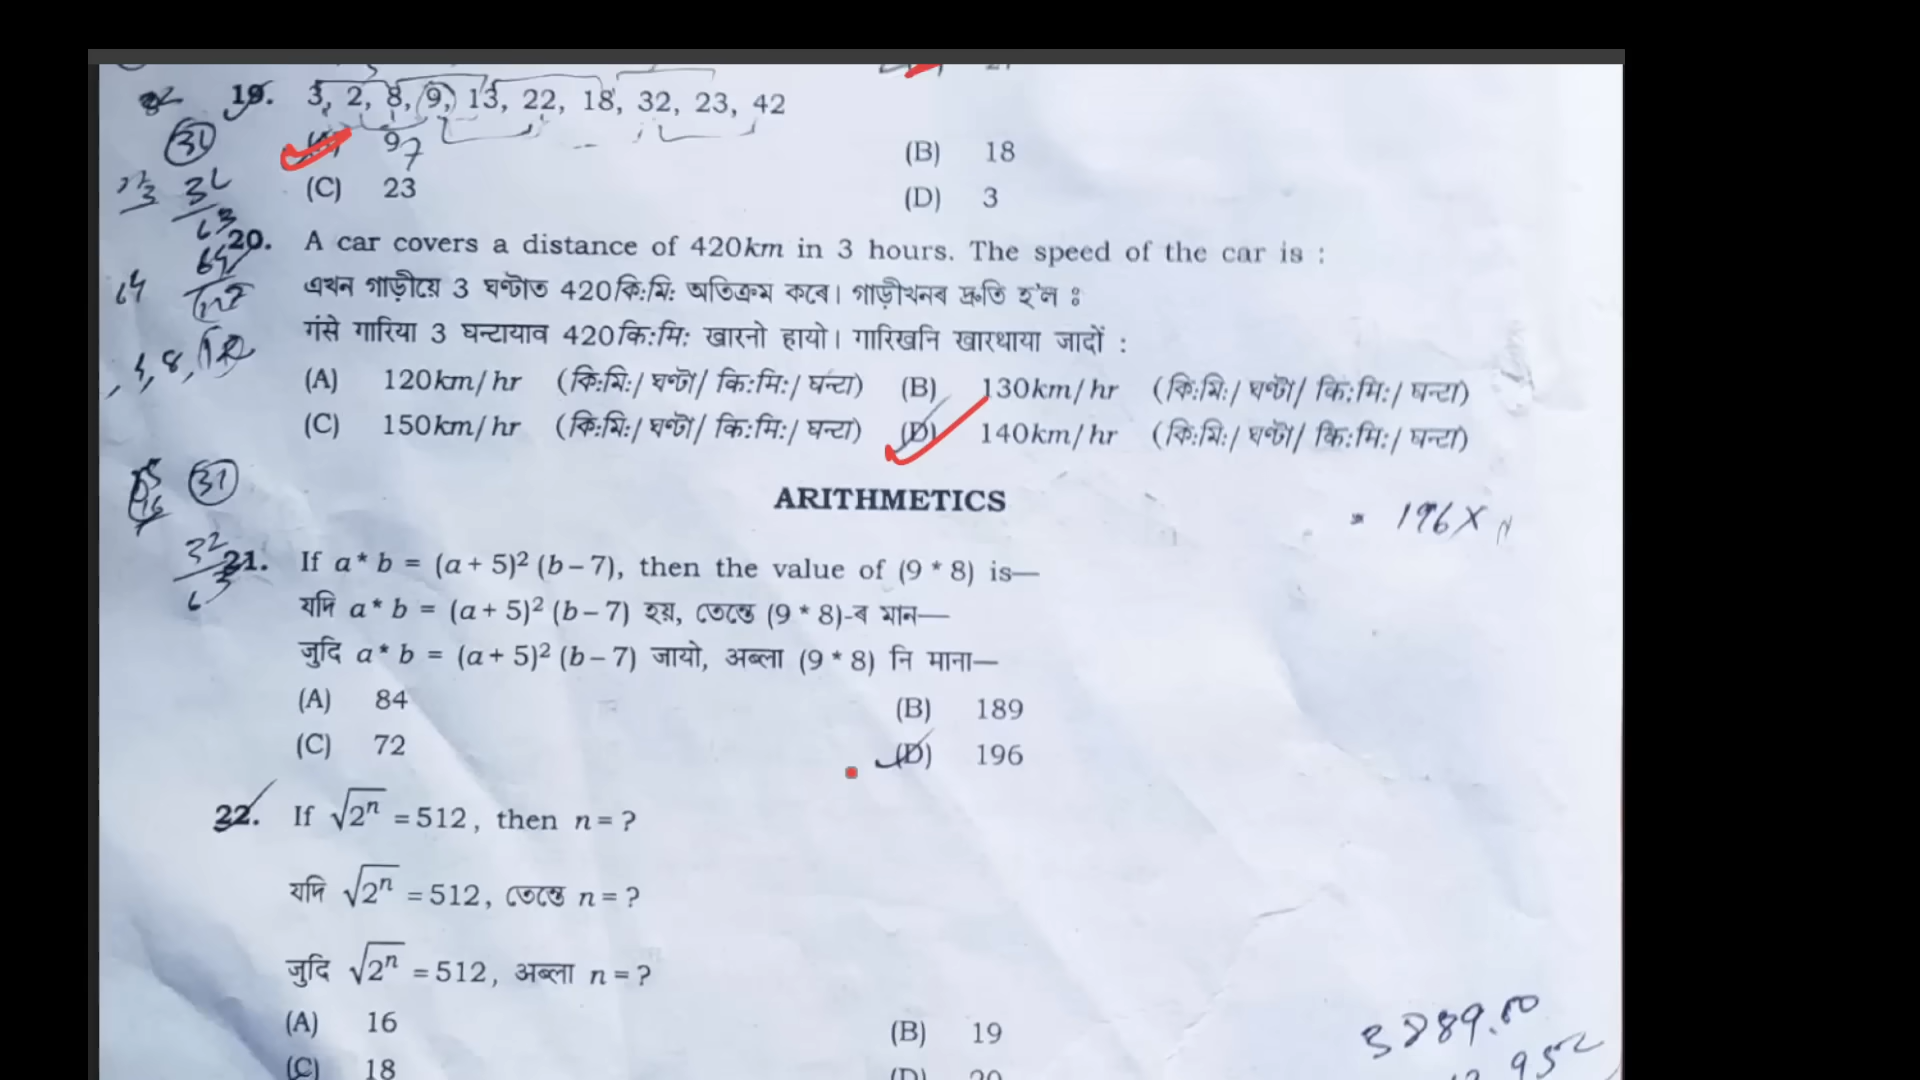 19. 3, 2, 8, 9, 13, 22, 18, 32, 23, 42
97
(B) 18
(C) 23
(D) 3
20. A car covers a distance of 420km in 3 hours. The speed of the car is :
এখন গাড়ীয়ে 3 ঘণ্টাত 420কি:মি: অতিক্ৰম কৰে। গাড়ীখনৰ দ্ৰুতি হ'ল ঃ
गंसे गारिया 3 घन्टायाव 420कि:मि: खारनो हायो। गारिखनि खारथाया जादों :
(A) 120km/hr (কি:মি:/ ঘণ্টা/ कि:मि:/ घन्टा) (B) 130km/hr (কি:মি:/ ঘণ্টা/ कि:मि:/ घन्टा)
(C) 150km/hr (কি:মি:/ ঘণ্টা/ कि:मि:/ घन्टा) (D) 140km/hr (কি:মি:/ ঘণ্টা/ कि:मि:/ घन्टा)
37
ARITHMETICS
= 196 X
32
21. If a * b = (a + 5)² (b – 7), then the value of (9 * 8) is—
যদি a * b = (a + 5)² (b – 7) হয়, তেন্তে (9 * 8)-ৰ মান—
जुदि a * b = (a + 5)² (b – 7) जायो, अब्ला (9 * 8) नि माना—
(A) 84 (B) 189
(C) 72 (D) 196
22. If √2ⁿ = 512, then n = ?
যদি √2ⁿ = 512, তেন্তে n = ?
जुदि √2ⁿ = 512, अब्ला n = ?
(A) 16 (B) 19
(C) 18 (D) 20